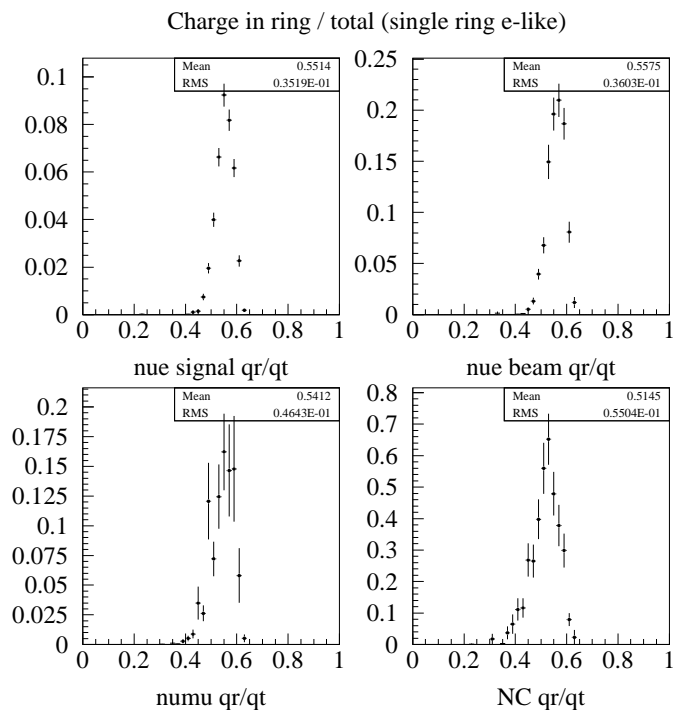 Charge in ring / total (single ring e-like)
Mean 0.5514
RMS 0.3519E-01
0.1
0.08
0.06
0.04
0.02
0
0 0.2 0.4 0.6 0.8 1
nue signal qr/qt
Mean 0.5575
RMS 0.3603E-01
0.25
0.2
0.15
0.1
0.05
0
0 0.2 0.4 0.6 0.8 1
nue beam qr/qt
Mean 0.5412
RMS 0.4643E-01
0.2
0.175
0.15
0.125
0.1
0.075
0.05
0.025
0
0 0.2 0.4 0.6 0.8 1
numu qr/qt
Mean 0.5145
RMS 0.5504E-01
0.8
0.7
0.6
0.5
0.4
0.3
0.2
0.1
0
0 0.2 0.4 0.6 0.8 1
NC qr/qt